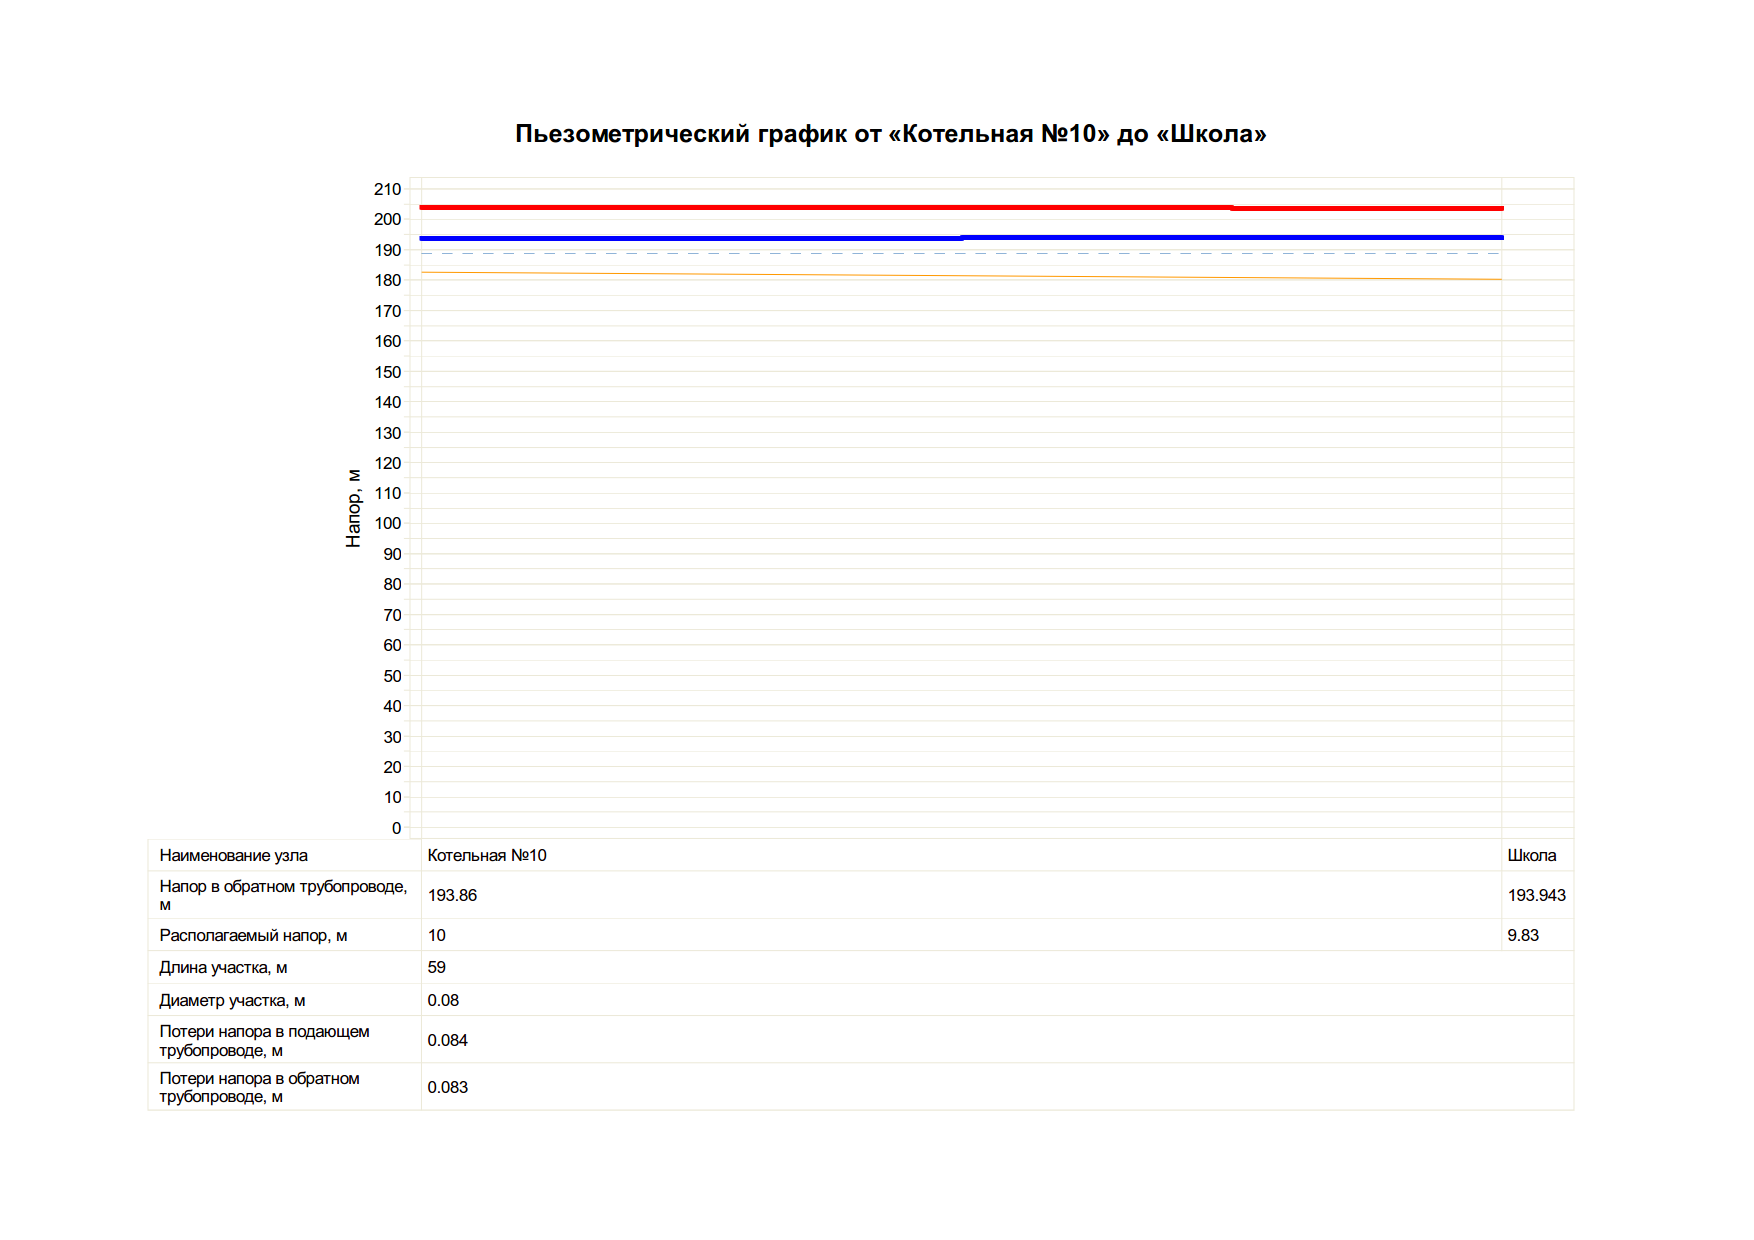 Пьезометрический график от «Котельная №10» до «Школа»
210
200
190
180
170
160
150
140
130
120
110
100
90
80
70
60
50
40
30
20
10
0
Напор, м
Наименование узла Котельная №10 Школа
Напор в обратном трубопроводе,
м 193.86 193.943
Располагаемый напор, м 10 9.83
Длина участка, м 59
Диаметр участка, м 0.08
Потери напора в подающем
трубопроводе, м 0.084
Потери напора в обратном
трубопроводе, м 0.083